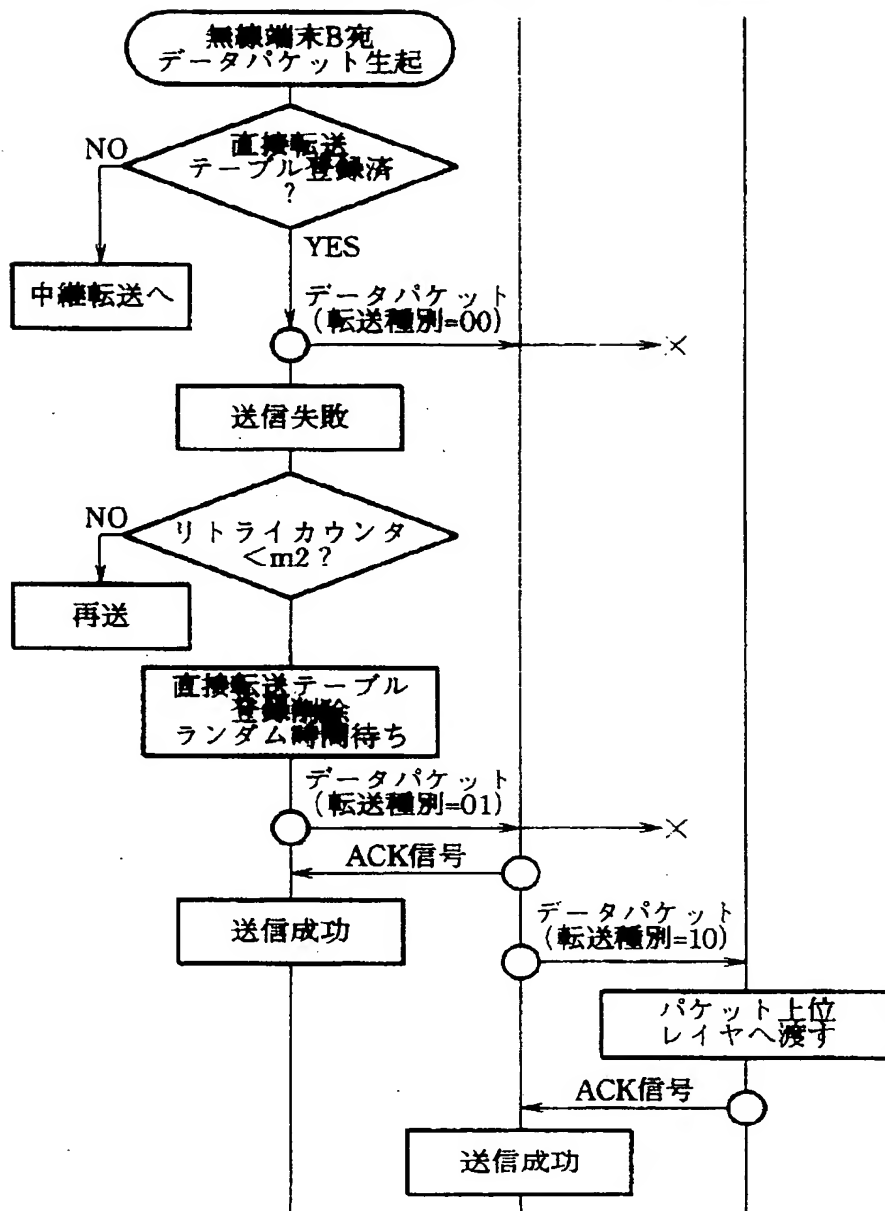 無線端末B宛
データパケット生起
直接転送
テーブル登録済
?
NO
YES
中継転送へ
データパケット
(転送種別=00)
×
送信失敗
リトライカウンタ
<m2?
NO
再送
直接転送テーブル
登録削除
ランダム時間待ち
データパケット
(転送種別=01)
×
ACK信号
送信成功
データパケット
(転送種別=10)
パケット上位
レイヤへ渡す
ACK信号
送信成功